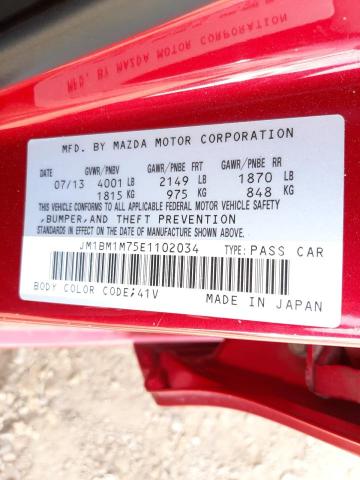 MFD. BY MAZDA MOTOR CORPORATION
DATE GVWR/PNBV GAWR/PNBE FRT GAWR/PNBE RR
07/13 4001 LB 2149 LB 1870 LB
1815 KG 975 KG 848 KG
THIS VEHICLE CONFORMS TO ALL APPLICABLE FEDERAL MOTOR VEHICLE SAFETY
,BUMPER,AND THEFT PREVENTION
STANDARDS IN EFFECT ON THE DATE OF MANUFACTURE SHOWN ABOVE.
JM1BM1M75E1102034 TYPE: PASS CAR
BODY COLOR CODE;41V MADE IN JAPAN